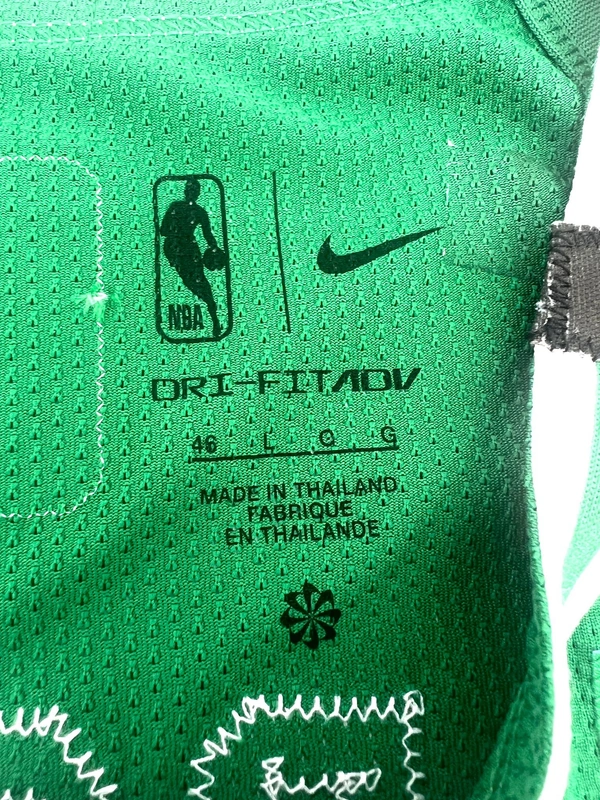 NBA
DRI-FIT ADV
46 L G G
MADE IN THAILAND
FABRIQUE
EN THAILANDE